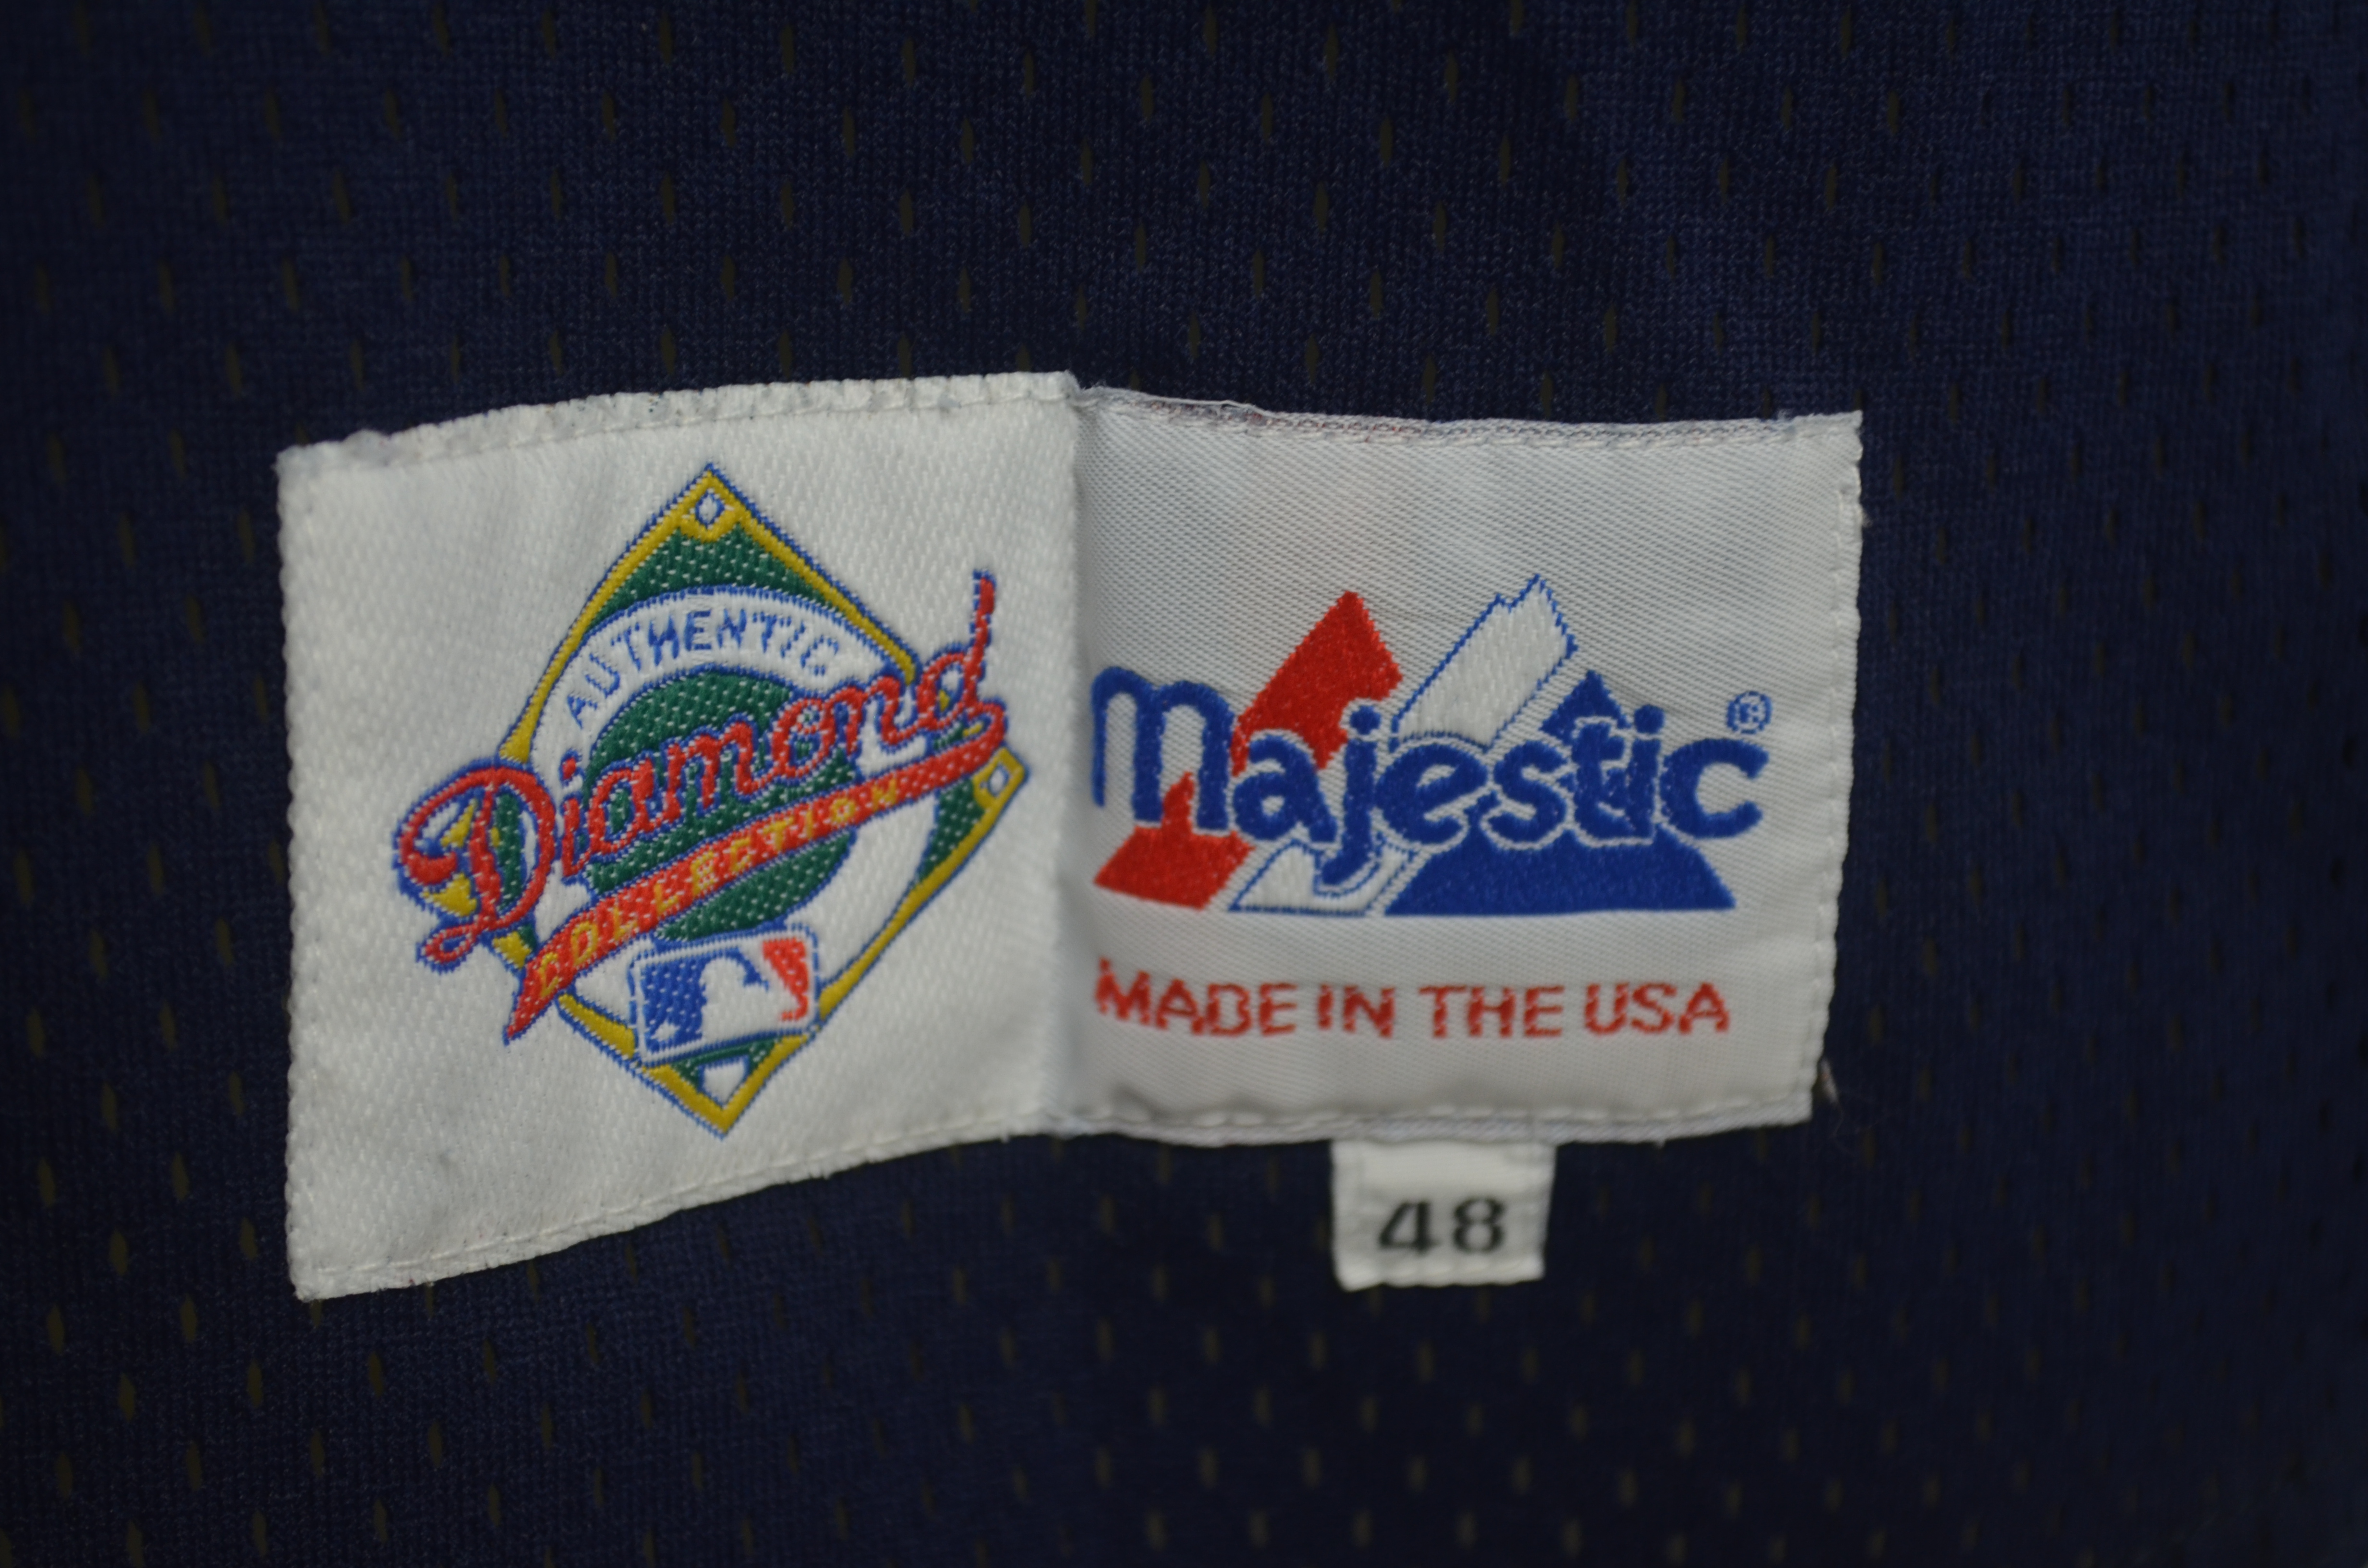 AUTHENTIC
Diamond
COLLECTION
Majestic®
MADE IN THE USA
48